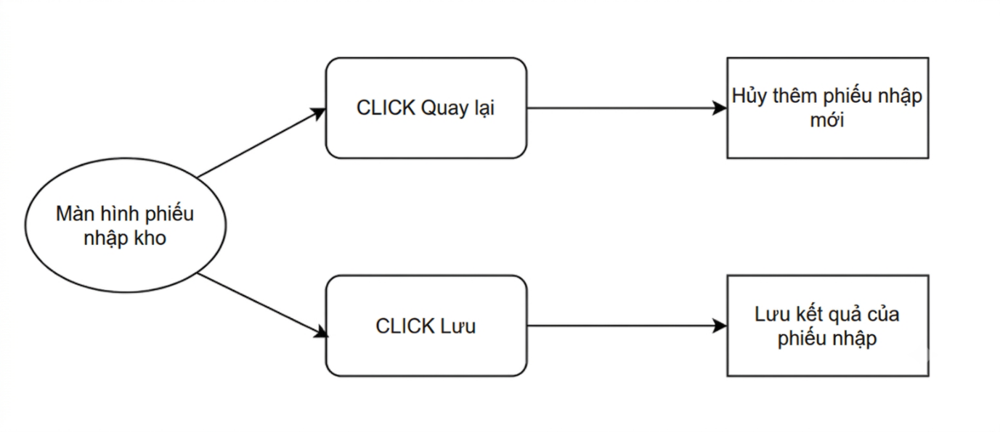 CLICK Quay lại
Hủy thêm phiếu nhập
mới
Màn hình phiếu
nhập kho
CLICK Lưu
Lưu kết quả của
phiếu nhập